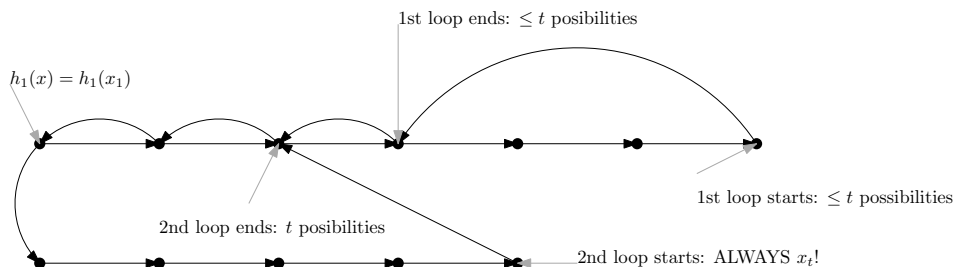 1st loop ends: ≤ t posibilities
h₁(x) = h₁(x₁)
1st loop starts: ≤ t possibilities
2nd loop ends: t posibilities
2nd loop starts: ALWAYS xₜ!